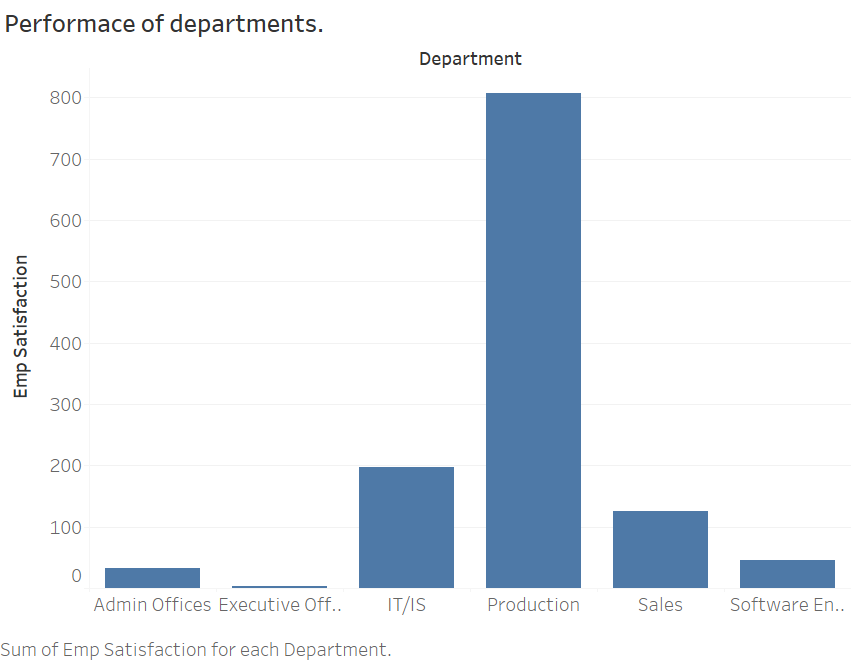 Performace of departments.
Department
Emp Satisfaction
800
700
600
500
400
300
200
100
0
Admin Offices Executive Off.. IT/IS Production Sales Software En..
Sum of Emp Satisfaction for each Department.